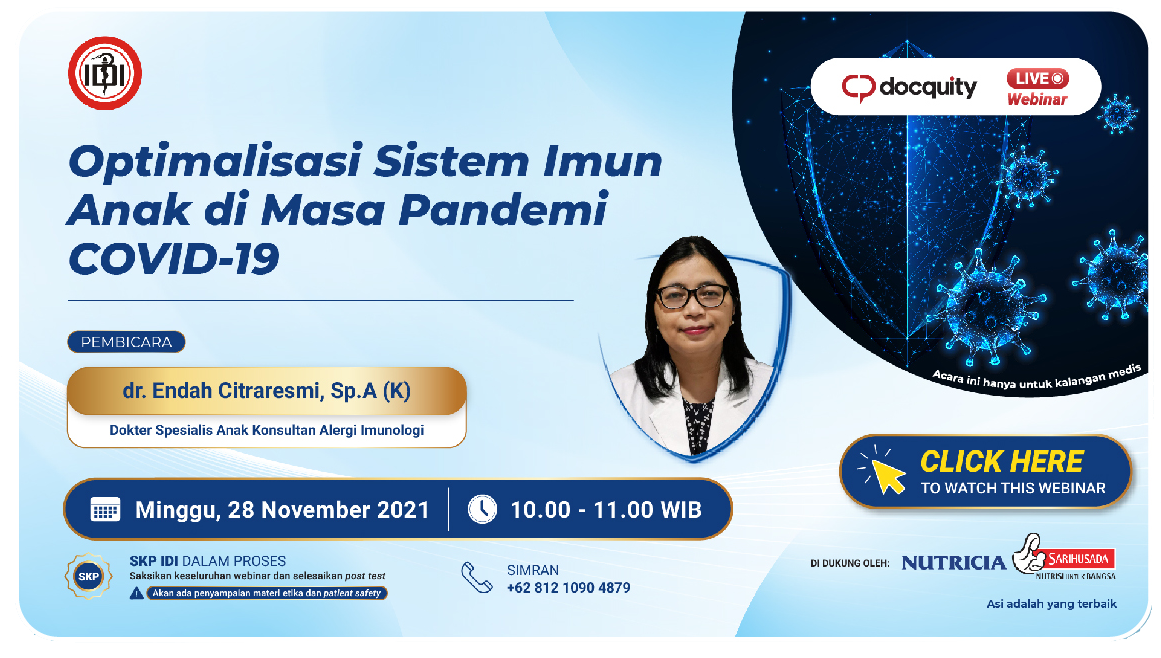 IDI
docquity
LIVE
Webinar
Optimalisasi Sistem Imun
Anak di Masa Pandemi
COVID-19
Acara ini hanya untuk kalangan medis
PEMBICARA
dr. Endah Citraresmi, Sp.A (K)
Dokter Spesialis Anak Konsultan Alergi Imunologi
CLICK HERE
TO WATCH THIS WEBINAR
Minggu, 28 November 2021
10.00 - 11.00 WIB
SKP
SKP IDI DALAM PROSES
Saksikan keseluruhan webinar dan selesaikan post test
Akan ada penyampaian materi etika dan patient safety
SIMRAN
+62 812 1090 4879
DI DUKUNG OLEH:
NUTRICIA
SARIHUSADA
NUTRISI UNTUK BANGSA
Asi adalah yang terbaik